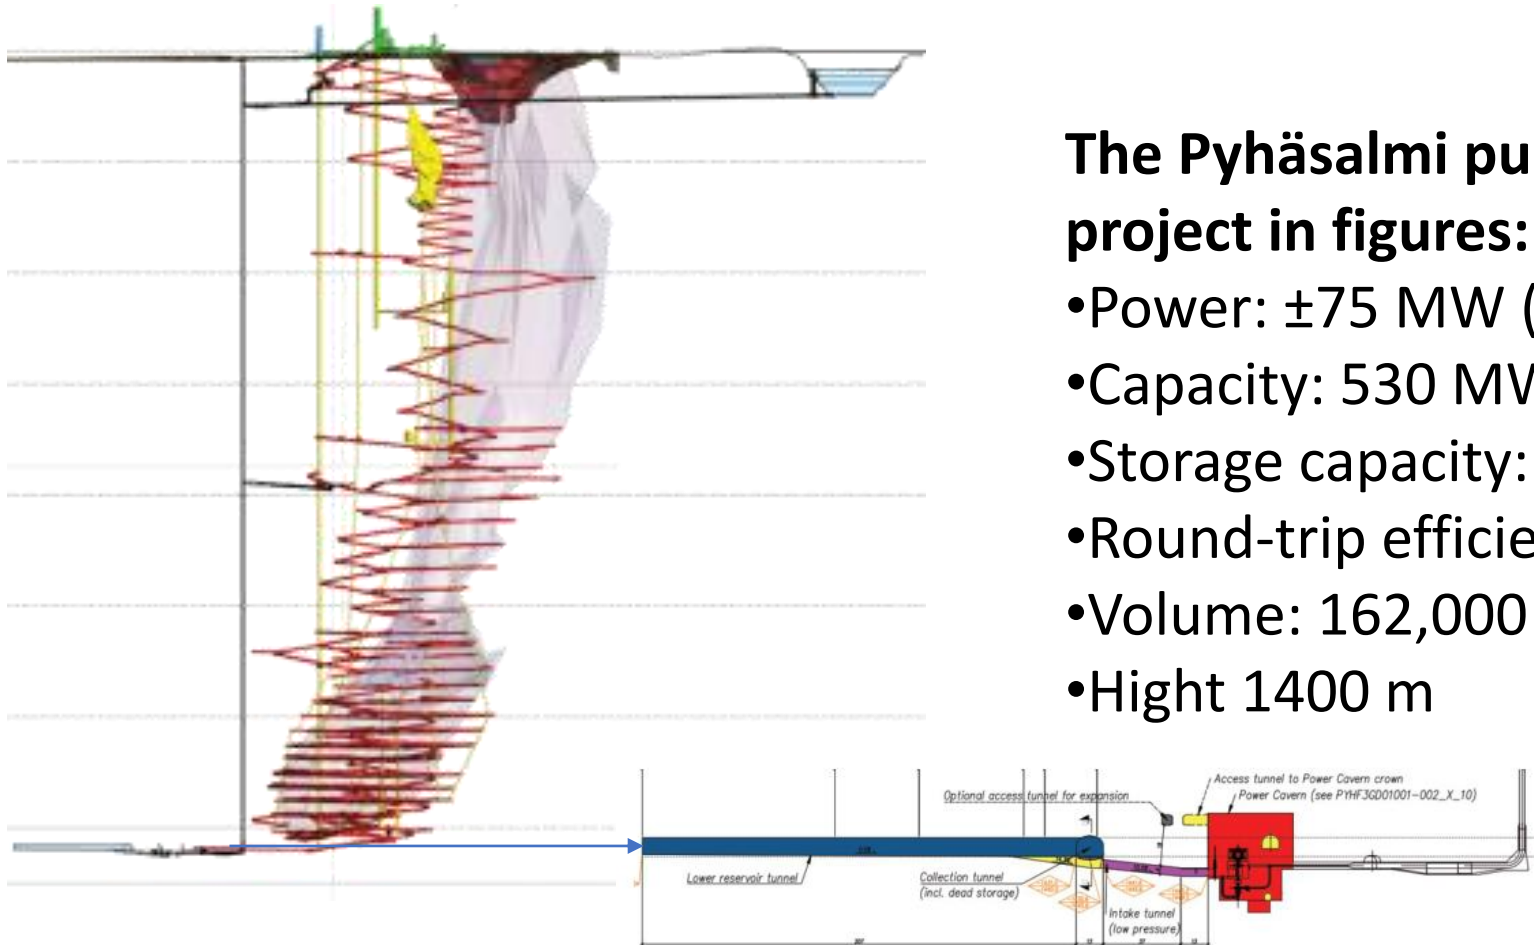 The Pyhäsalmi pu
project in figures:
•Power: ±75 MW (
•Capacity: 530 MW
•Storage capacity:
•Round-trip efficie
•Volume: 162,000
•Hight 1400 m
Access tunnel to Power Cavern crown
Optional access tunnel for expansion
Power Cavern (see PYHF3GD01001-002_X_10)
Lower reservoir tunnel
Collection tunnel
(incl. dead storage)
Intake tunnel
(low pressure)